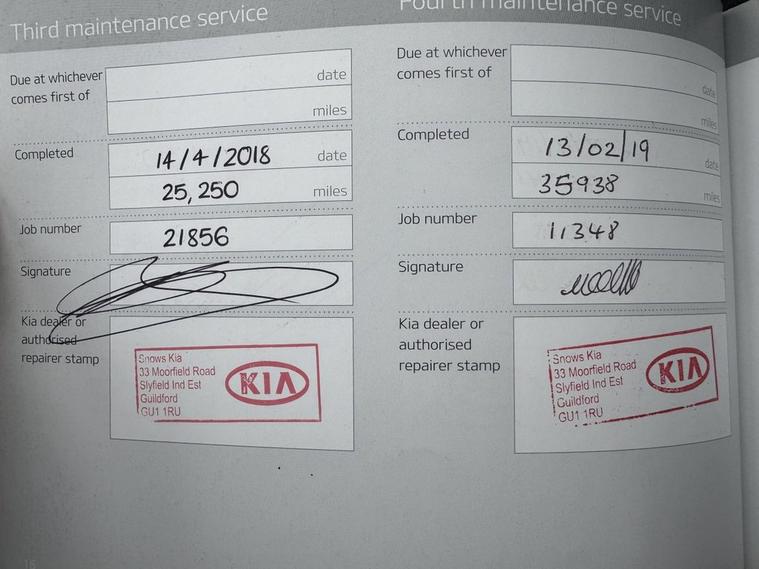 Third maintenance service
Due at whichever
comes first of
date
miles
Completed
14/4/2018 date
25,250 miles
Job number
21856
Signature
Kia dealer or
authorised
repairer stamp
Snows Kia
33 Moorfield Road
Slyfield Ind Est
Guildford
GU1 1RU
KIA
Fourth maintenance service
Due at whichever
comes first of
date
miles
Completed
13/02/19 date
35938 miles
Job number
11348
Signature
Kia dealer or
authorised
repairer stamp
Snows Kia
33 Moorfield Road
Slyfield Ind Est
Guildford
GU1 1RU
KIA